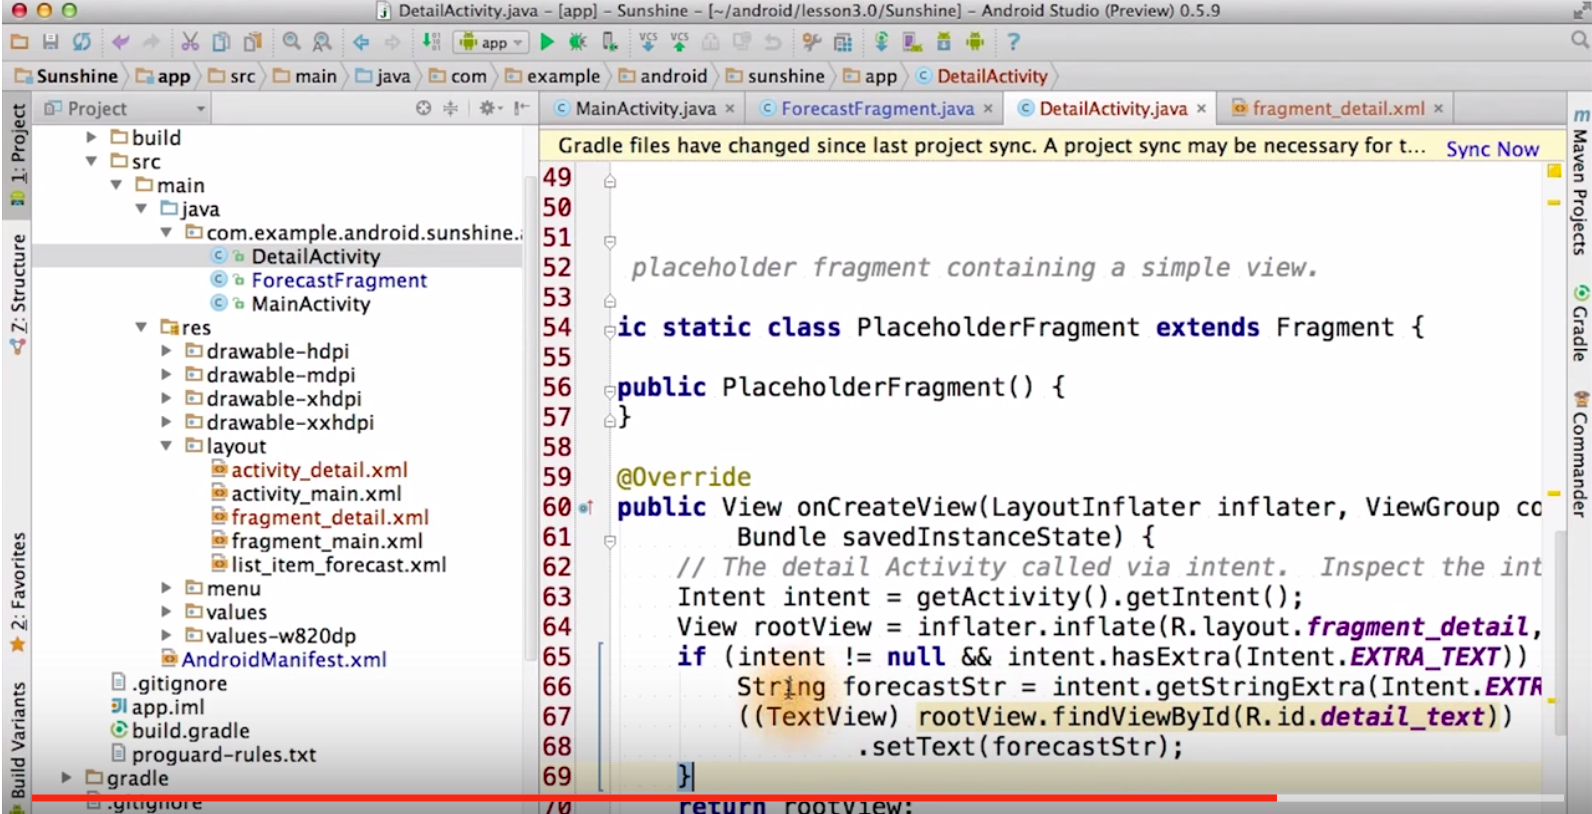 DetailActivity.java - [app] - Sunshine - [~/android/lesson3.0/Sunshine] - Android Studio (Preview) 0.5.9
app
VCS VCS
?
Sunshine app src main java com example android sunshine app DetailActivity
1: Project
Z: Structure
2: Favorites
Build Variants
Project
build
src
main
java
com.example.android.sunshine.
DetailActivity
ForecastFragment
MainActivity
res
drawable-hdpi
drawable-mdpi
drawable-xhdpi
drawable-xxhdpi
layout
activity_detail.xml
activity_main.xml
fragment_detail.xml
fragment_main.xml
list_item_forecast.xml
menu
values
values-w820dp
AndroidManifest.xml
.gitignore
app.iml
build.gradle
proguard-rules.txt
gradle
.gitignore
MainActivity.java × ForecastFragment.java × DetailActivity.java × fragment_detail.xml ×
Gradle files have changed since last project sync. A project sync may be necessary for t... Sync Now
49
50
51
52 placeholder fragment containing a simple view.
53
54 ic static class PlaceholderFragment extends Fragment {
55
56 public PlaceholderFragment() {
57 }
58
59 @Override
60 public View onCreateView(LayoutInflater inflater, ViewGroup co
61 Bundle savedInstanceState) {
62 // The detail Activity called via intent.  Inspect the int
63 Intent intent = getActivity().getIntent();
64 View rootView = inflater.inflate(R.layout.fragment_detail,
65 if (intent != null && intent.hasExtra(Intent.EXTRA_TEXT))
66 String forecastStr = intent.getStringExtra(Intent.EXTR
67 ((TextView) rootView.findViewById(R.id.detail_text))
68 .setText(forecastStr);
69 }
70 return rootView;
m Maven Projects
Gradle
Commander